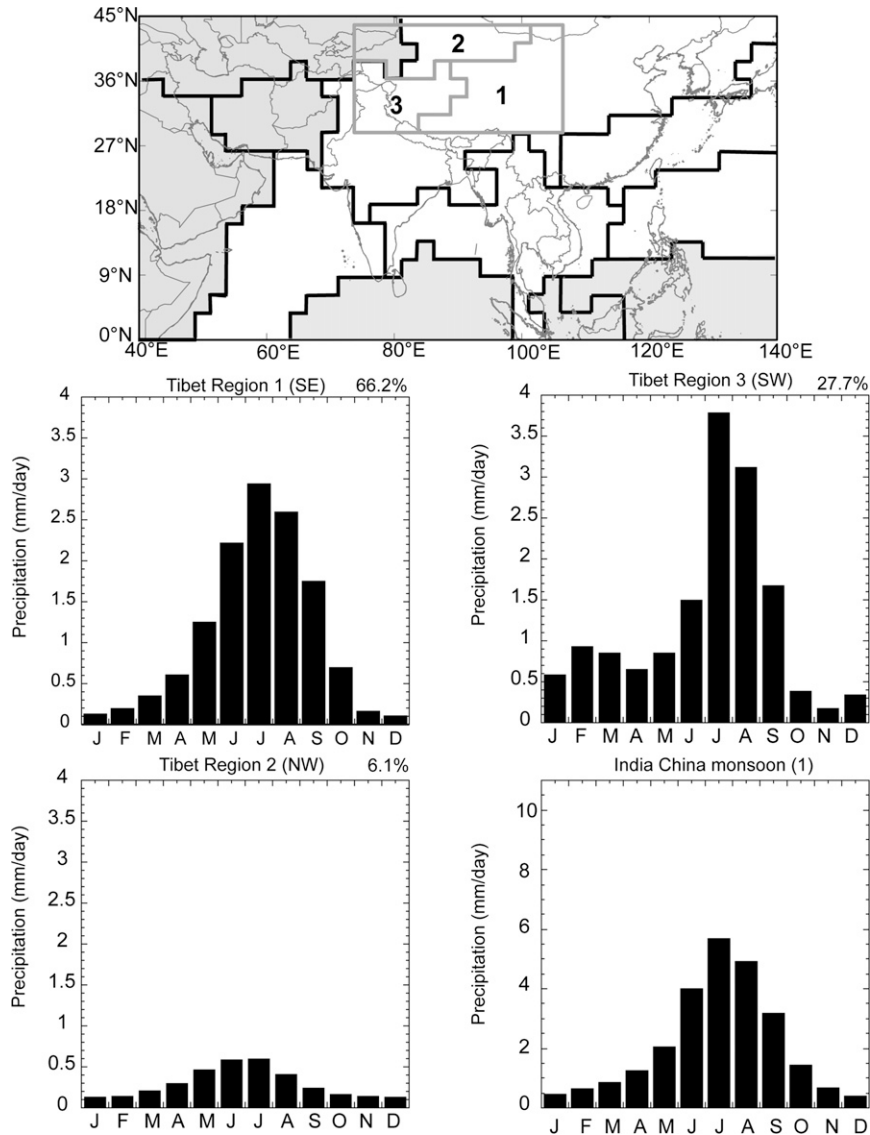 45°N
36°N
27°N
18°N
9°N
0°N
40°E 60°E 80°E 100°E 120°E 140°E
2
1
3
Tibet Region 1 (SE) 66.2%
Precipitation (mm/day)
4
3.5
3
2.5
2
1.5
1
0.5
0
J F M A M J J A S O N D
Tibet Region 3 (SW) 27.7%
Precipitation (mm/day)
4
3.5
3
2.5
2
1.5
1
0.5
0
J F M A M J J A S O N D
Tibet Region 2 (NW) 6.1%
Precipitation (mm/day)
4
3.5
3
2.5
2
1.5
1
0.5
0
J F M A M J J A S O N D
India China monsoon (1)
Precipitation (mm/day)
10
8
6
4
2
0
J F M A M J J A S O N D